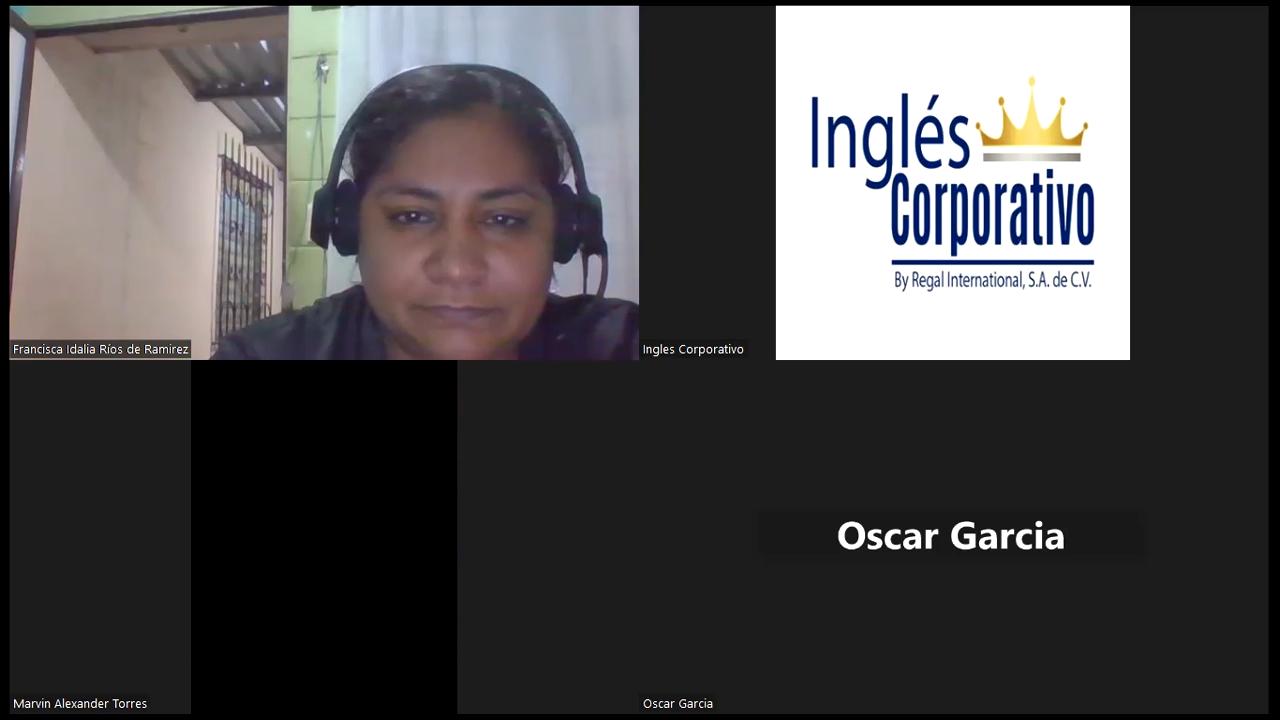 Inglés
Corporativo
By Regal International, S.A. de C.V.
Francisca Idalia Ríos de Ramirez
Ingles Corporativo
Oscar Garcia
Marvin Alexander Torres
Oscar Garcia